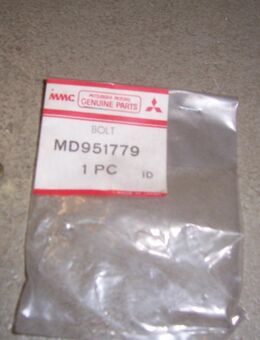 MMC MITSUBISHI MOTORS
GENUINE PARTS
BOLT
MD951779
1 PC ID